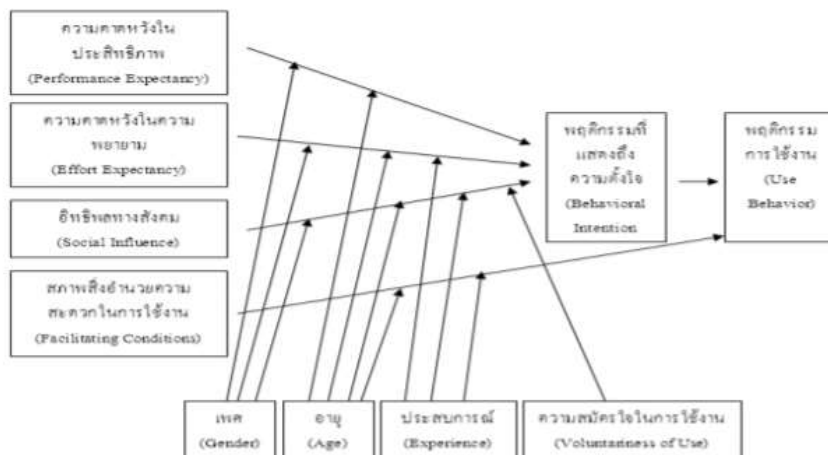 ความคาดหวังใน
ประสิทธิภาพ
(Performance Expectancy)
ความคาดหวังในความ
พยายาม
(Effort Expectancy)
อิทธิพลทางสังคม
(Social Influence)
สภาพสิ่งอำนวยความ
สะดวกในการใช้งาน
(Facilitating Conditions)
พฤติกรรมที่
แสดงถึง
ความตั้งใจ
(Behavioral
Intention
พฤติกรรม
การใช้งาน
(Use
Behavior)
เพศ
(Gender)
อายุ
(Age)
ประสบการณ์
(Experience)
ความสมัครใจในการใช้งาน
(Voluntariness of Use)